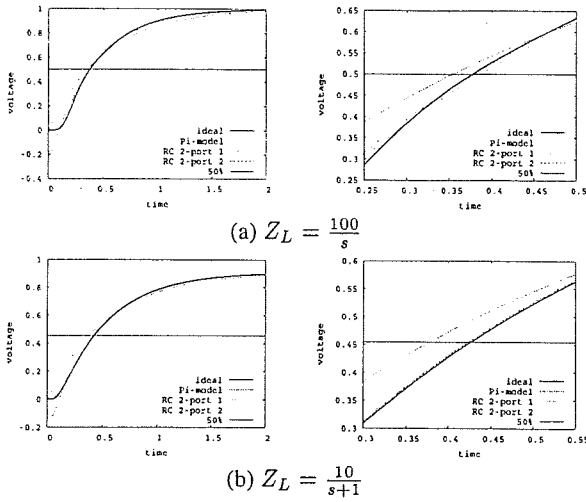 1
0.8
0.6
0.4
0.2
0
-0.2
-0.4
voltage
ideal
Pi-model
RC 2-port 1
RC 2-port 2
50%
0 0.5 1 1.5 2
time
0.65
0.6
0.55
0.5
0.45
0.4
0.35
0.3
0.25
voltage
ideal
Pi-model
RC 2-port 1
RC 2-port 2
50%
0.25 0.3 0.35 0.4 0.45 0.5
time
(a) Z_L = 100/s
1
0.8
0.6
0.4
0.2
0
-0.2
voltage
ideal
Pi-model
RC 2-port 1
RC 2-port 2
50%
0 0.5 1 1.5 2
time
0.6
0.55
0.5
0.45
0.4
0.35
0.3
voltage
ideal
Pi-model
RC 2-port 1
RC 2-port 2
50%
0.3 0.35 0.4 0.45 0.5 0.55
time
(b) Z_L = 10/(s+1)